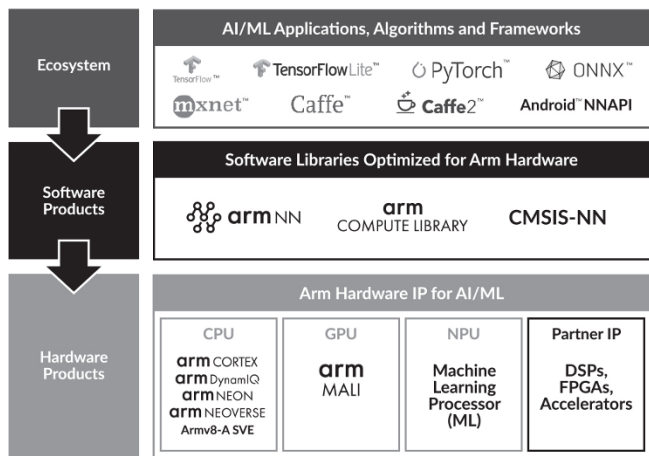 Ecosystem
AI/ML Applications, Algorithms and Frameworks
TensorFlow™
TensorFlowLite™
PyTorch™
ONNX™
mxnet™
Caffe™
Caffe2™
Android™ NNAPI
Software
Products
Software Libraries Optimized for Arm Hardware
arm NN
arm
COMPUTE LIBRARY
CMSIS-NN
Hardware
Products
Arm Hardware IP for AI/ML
CPU
arm CORTEX
arm DynamIQ
arm NEON
arm NEOVERSE
Armv8-A SVE
GPU
arm
MALI
NPU
Machine
Learning
Processor
(ML)
Partner IP
DSPs,
FPGAs,
Accelerators